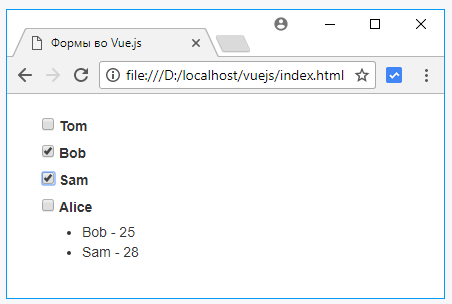 Формы во Vue.js
file:///D:/localhost/vuejs/index.html
Tom
Bob
Sam
Alice
Bob - 25
Sam - 28